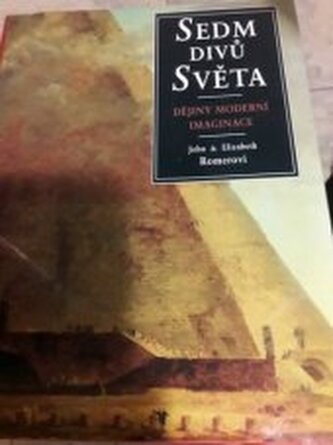 SEDM
DIVŮ
SVĚTA
DĚJINY MODERNÍ
IMAGINACE
John & Elizabeth
Romerovi